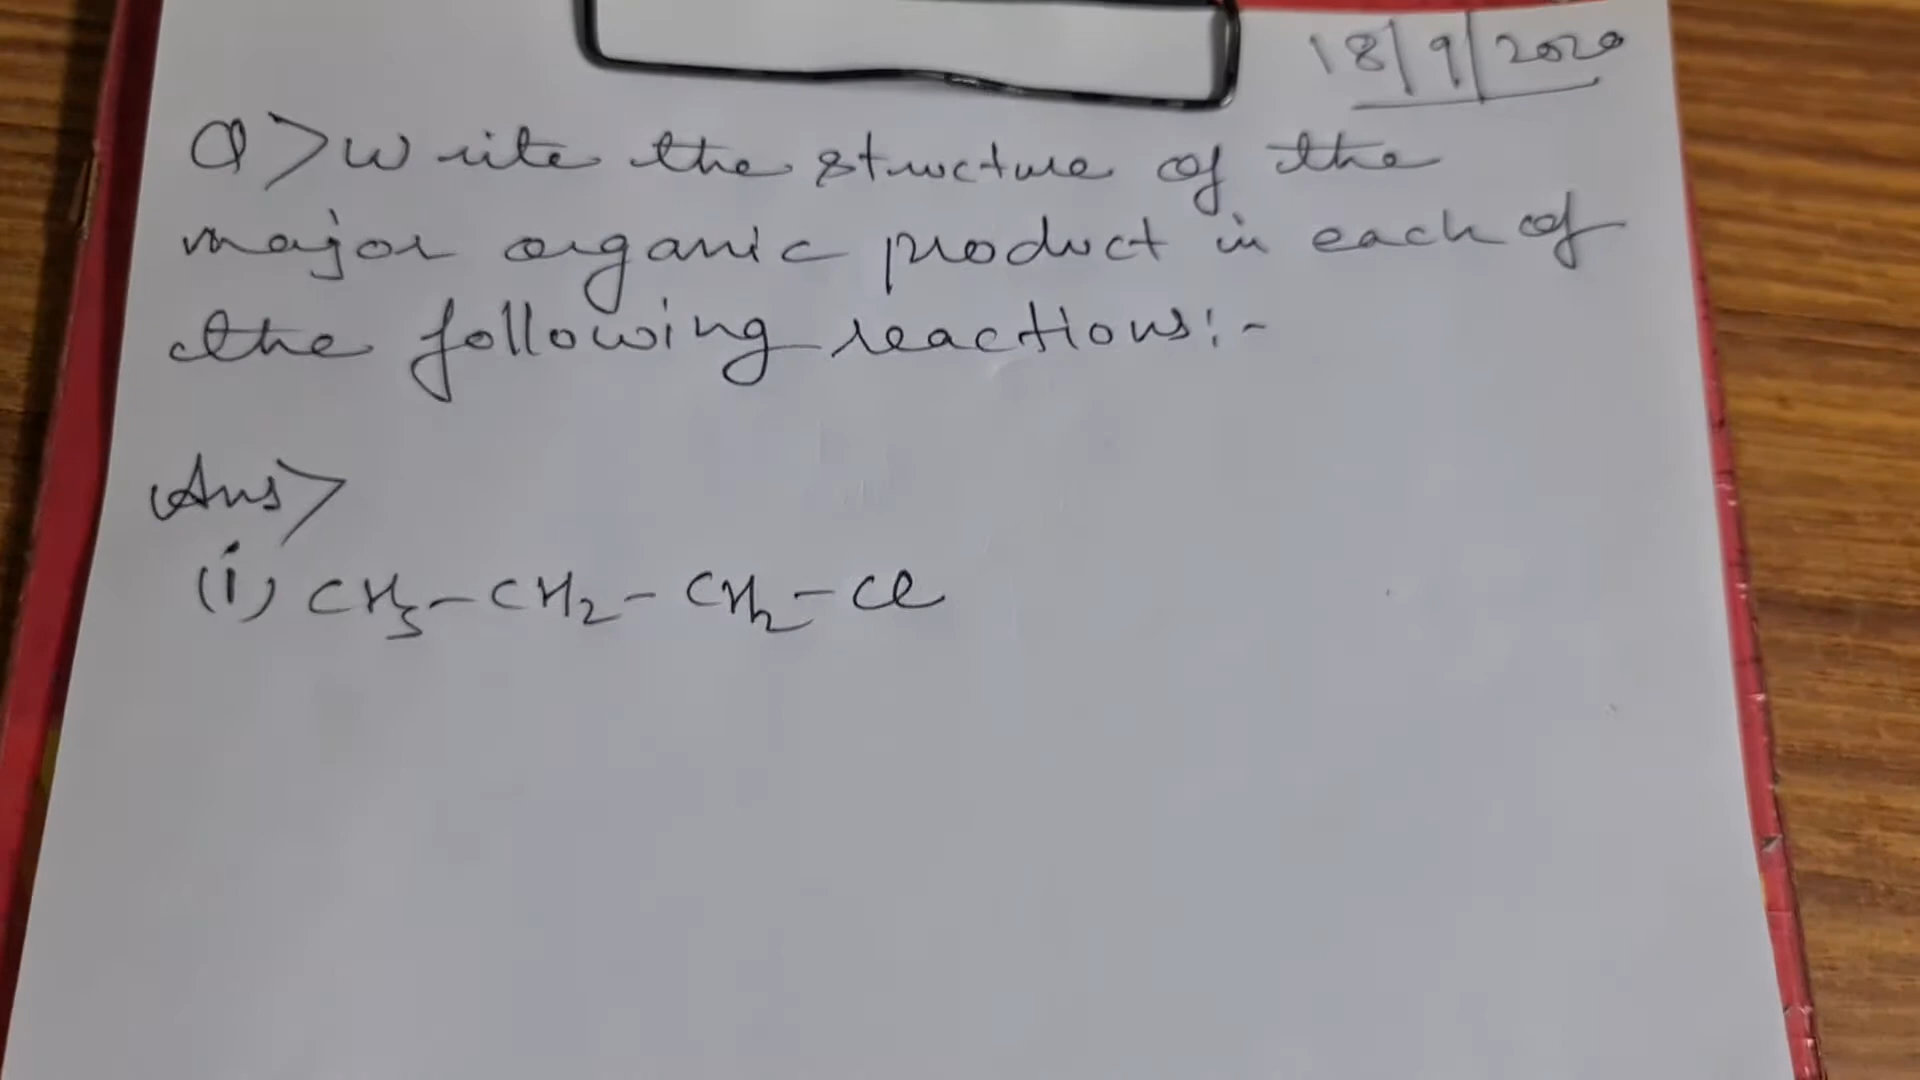 18/9/2020
Q> Write the structure of the
major organic product in each of
the following reactions:-
Ans>
(i) CH3-CH2-CH2-Cl